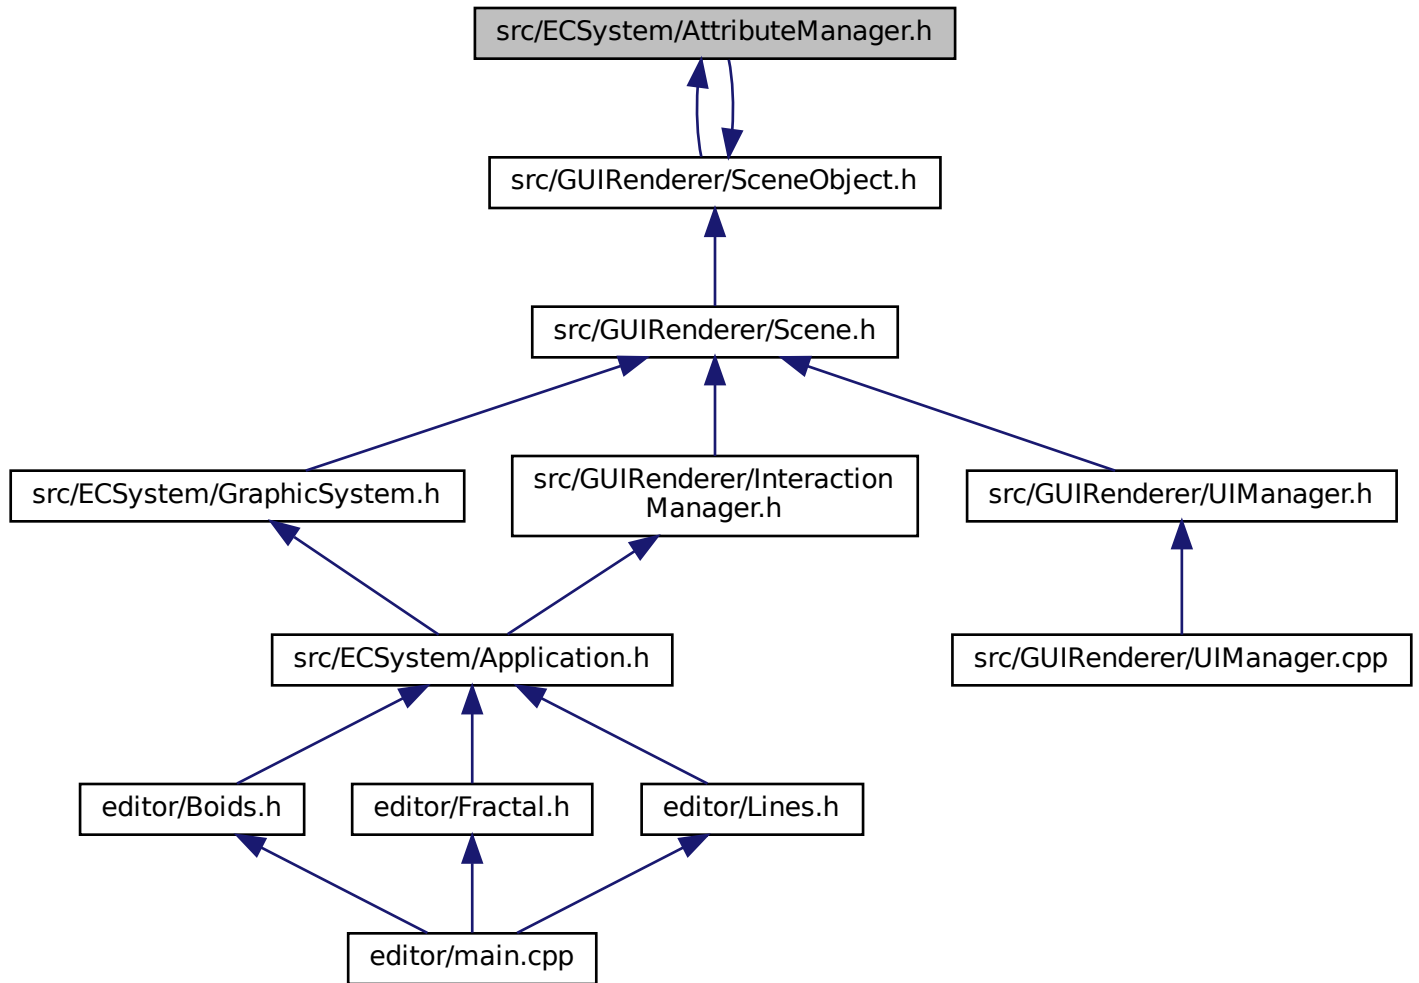 src/ECSystem/AttributeManager.h
src/GUIRenderer/SceneObject.h
src/GUIRenderer/Scene.h
src/ECSystem/GraphicSystem.h
src/GUIRenderer/Interaction
Manager.h
src/GUIRenderer/UIManager.h
src/ECSystem/Application.h
src/GUIRenderer/UIManager.cpp
editor/Boids.h
editor/Fractal.h
editor/Lines.h
editor/main.cpp